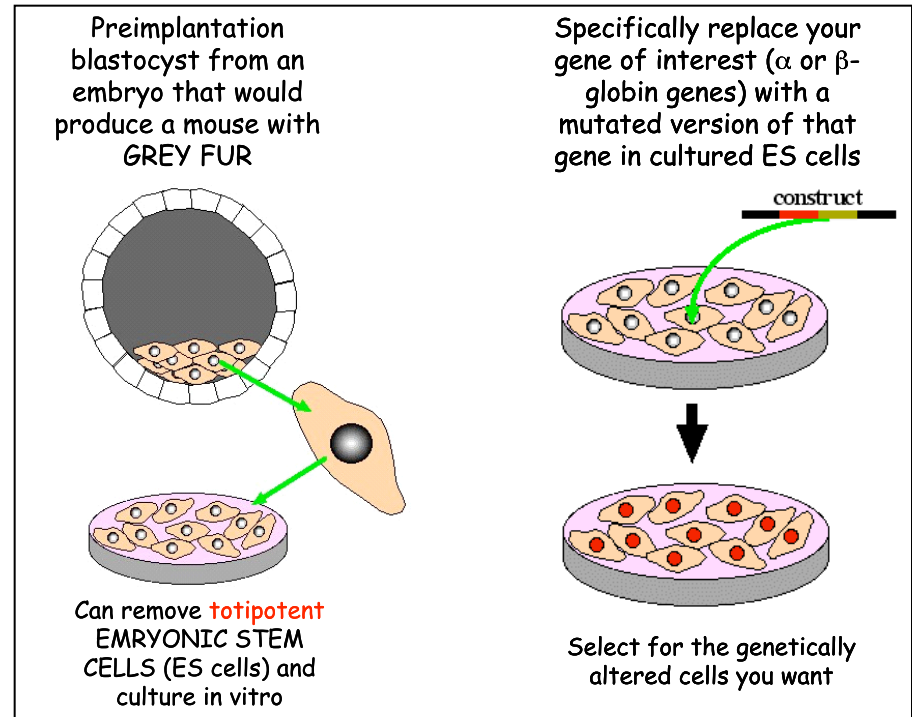 Preimplantation
blastocyst from an
embryo that would
produce a mouse with
GREY FUR
Can remove totipotent
EMRYONIC STEM
CELLS (ES cells) and
culture in vitro
Specifically replace your
gene of interest (α or β-
globin genes) with a
mutated version of that
gene in cultured ES cells
construct
Select for the genetically
altered cells you want